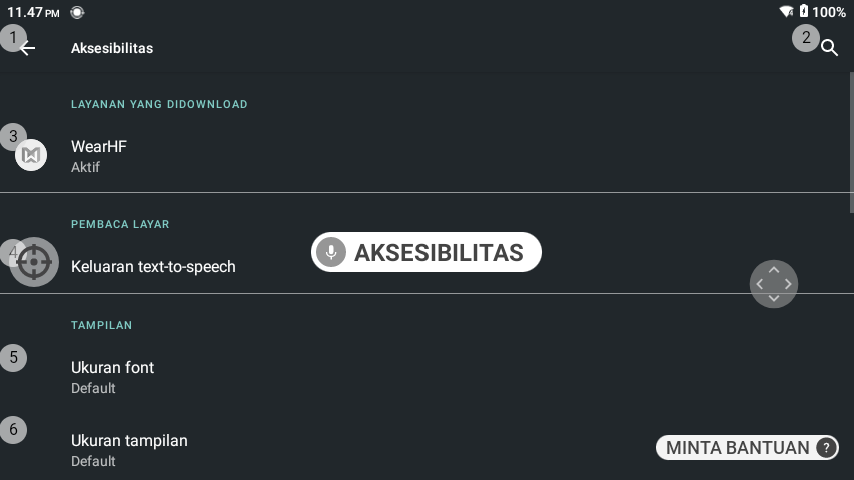 11.47 PM
100%
1
Aksesibilitas
2
LAYANAN YANG DIDOWNLOAD
3
WearHF
Aktif
PEMBACA LAYAR
4
Keluaran text-to-speech
AKSESIBILITAS
TAMPILAN
5
Ukuran font
Default
6
Ukuran tampilan
Default
MINTA BANTUAN ?